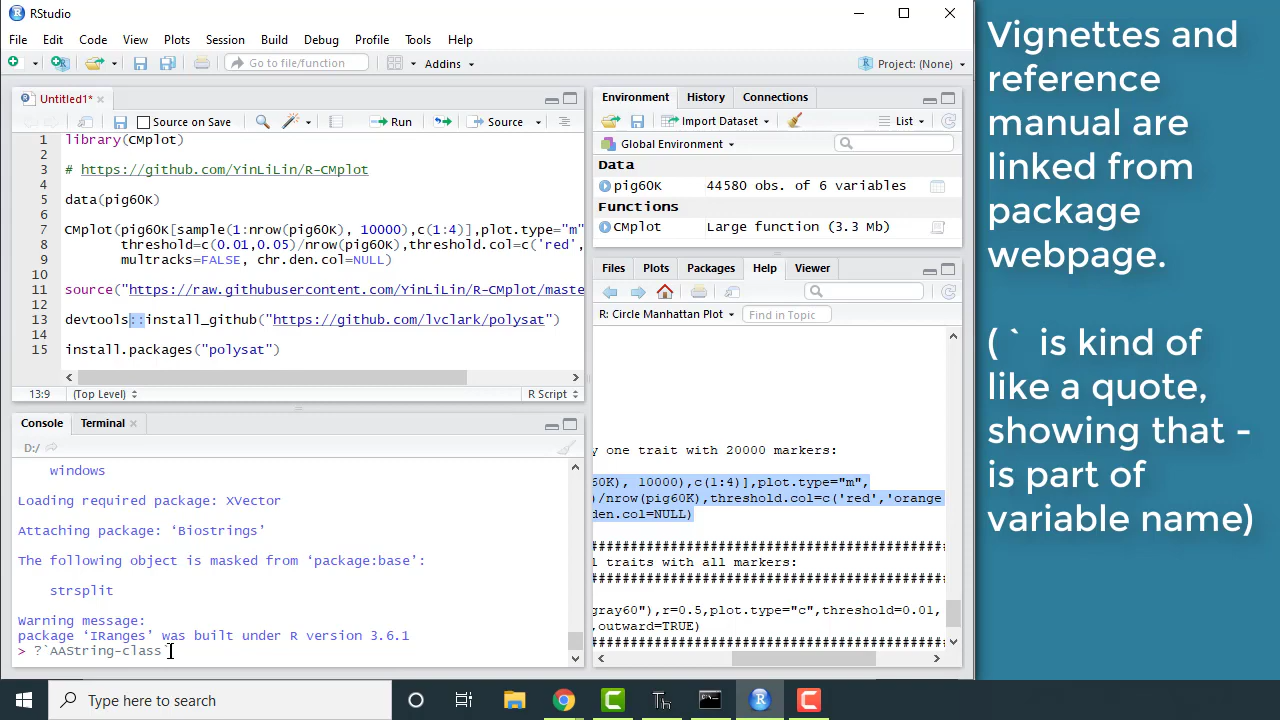 RStudio
File Edit Code View Plots Session Build Debug Profile Tools Help
Go to file/function
Addins
Project: (None)
Untitled1*
Source on Save
Run
Source
1 library(CMplot)
2
3 # https://github.com/YinLiLin/R-CMplot
4
5 data(pig60K)
6
7 CMplot(pig60K[sample(1:nrow(pig60K), 10000),c(1:4)],plot.type="m"
8 threshold=c(0.01,0.05)/nrow(pig60K),threshold.col=c('red',
9 multracks=FALSE, chr.den.col=NULL)
10
11 source("https://raw.githubusercontent.com/YinLiLin/R-CMplot/maste
12
13 devtools::install_github("https://github.com/lvclark/polysat")
14
15 install.packages("polysat")
13:9 (Top Level) R Script
Console Terminal
D:/
windows
Loading required package: XVector
Attaching package: ‘Biostrings’
The following object is masked from ‘package:base’:
strsplit
Warning message:
package ‘IRanges’ was built under R version 3.6.1
> ?`AAString-class`
Environment History Connections
Import Dataset
List
Global Environment
Data
pig60K 44580 obs. of 6 variables
Functions
CMplot Large function (3.3 Mb)
Files Plots Packages Help Viewer
R: Circle Manhattan Plot
Find in Topic
y one trait with 20000 markers:
60K), 10000),c(1:4)],plot.type="m",
)/nrow(pig60K),threshold.col=c('red','orange
den.col=NULL)
############################################
l traits with all markers:
############################################
gray60"),r=0.5,plot.type="c",threshold=0.01,
,outward=TRUE)
############################################
Vignettes and
reference
manual are
linked from
package
webpage.
( ` is kind of
like a quote,
showing that -
is part of
variable name)
Type here to search